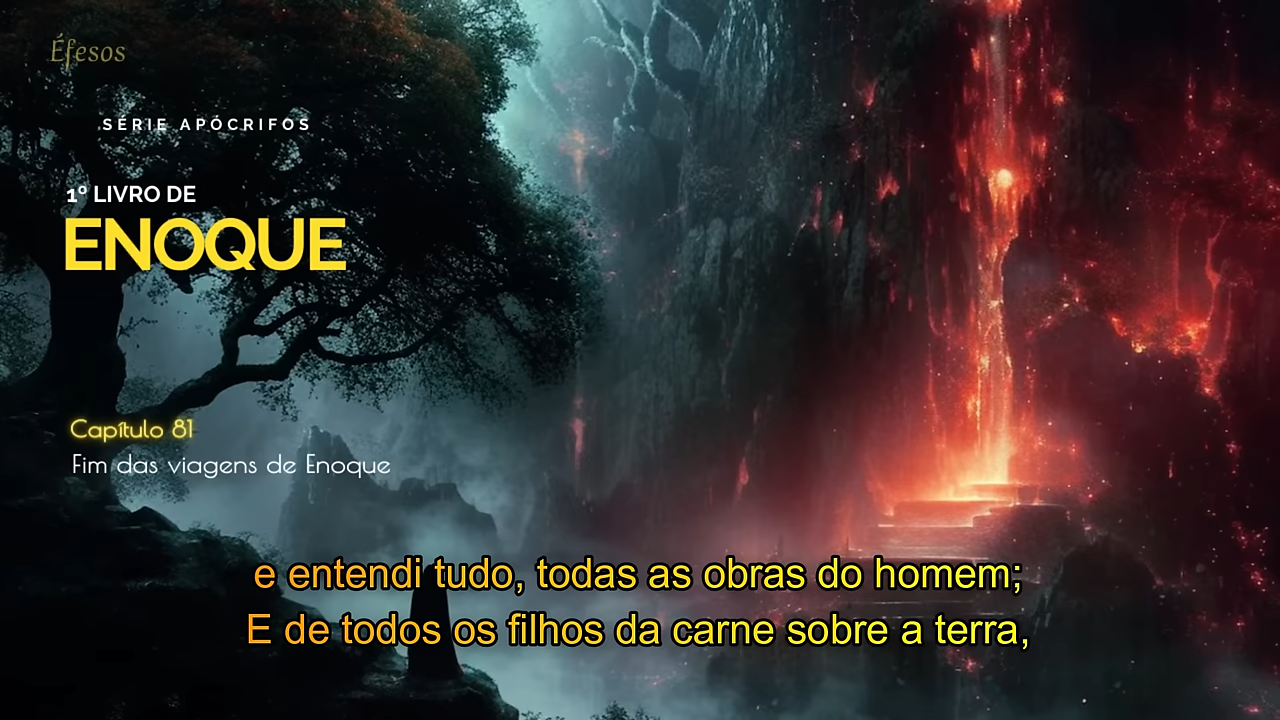 Éfesos
SÉRIE APÓCRIFOS
1º LIVRO DE
ENOQUE
Capítulo 81
Fim das viagens de Enoque
e entendi tudo, todas as obras do homem;
E de todos os filhos da carne sobre a terra,